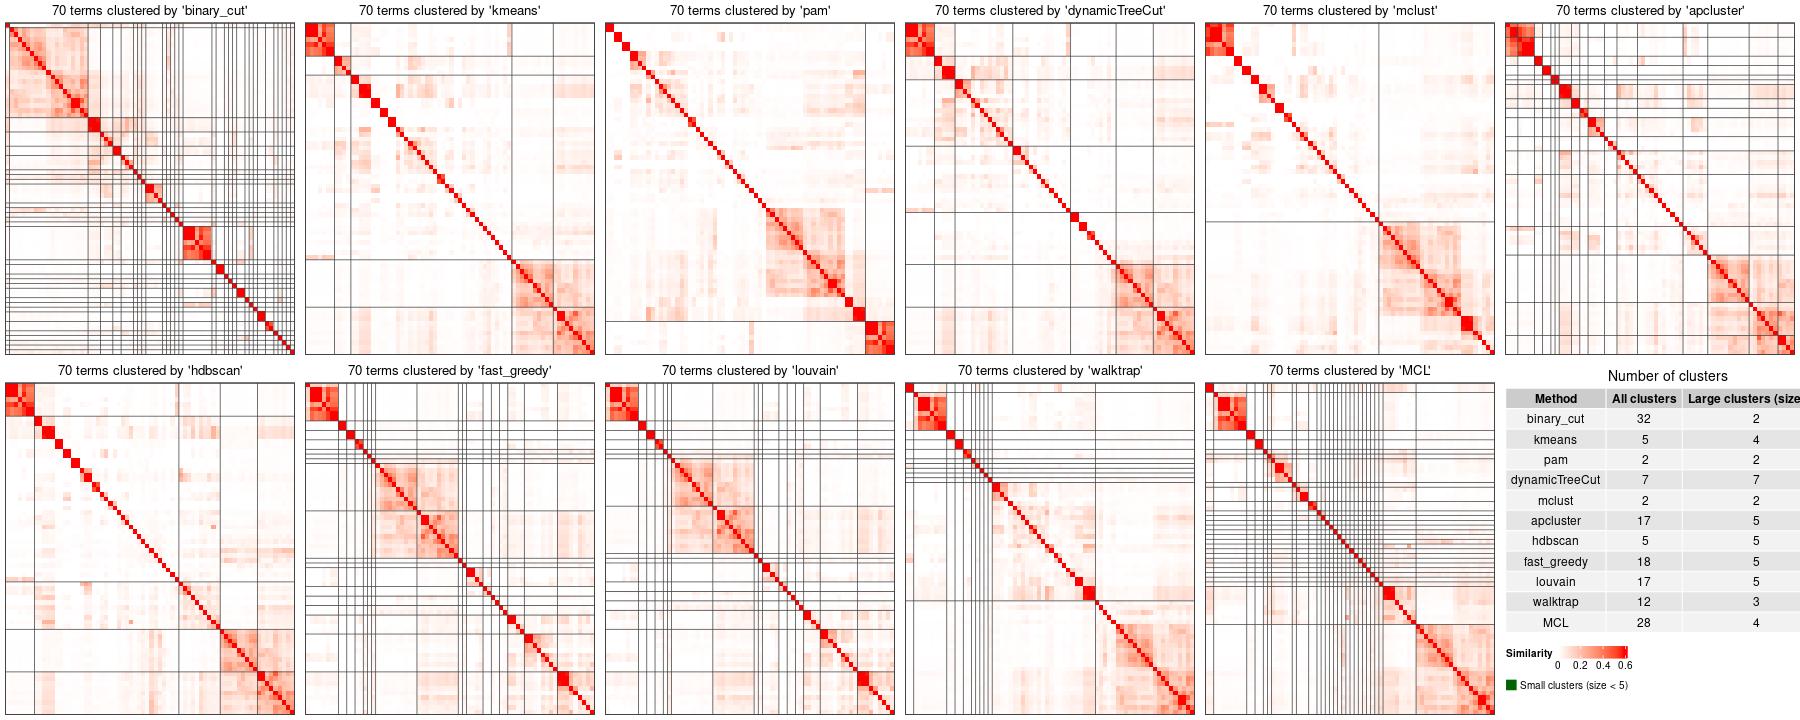 70 terms clustered by 'binary_cut'
70 terms clustered by 'kmeans'
70 terms clustered by 'pam'
70 terms clustered by 'dynamicTreeCut'
70 terms clustered by 'mclust'
70 terms clustered by 'apcluster'
70 terms clustered by 'hdbscan'
70 terms clustered by 'fast_greedy'
70 terms clustered by 'louvain'
70 terms clustered by 'walktrap'
70 terms clustered by 'MCL'
Number of clusters
Method All clusters Large clusters (size
binary_cut 32 2
kmeans 5 4
pam 2 2
dynamicTreeCut 7 7
mclust 2 2
apcluster 17 5
hdbscan 5 5
fast_greedy 18 5
louvain 17 5
walktrap 12 3
MCL 28 4
Similarity
0 0.2 0.4 0.6
Small clusters (size < 5)